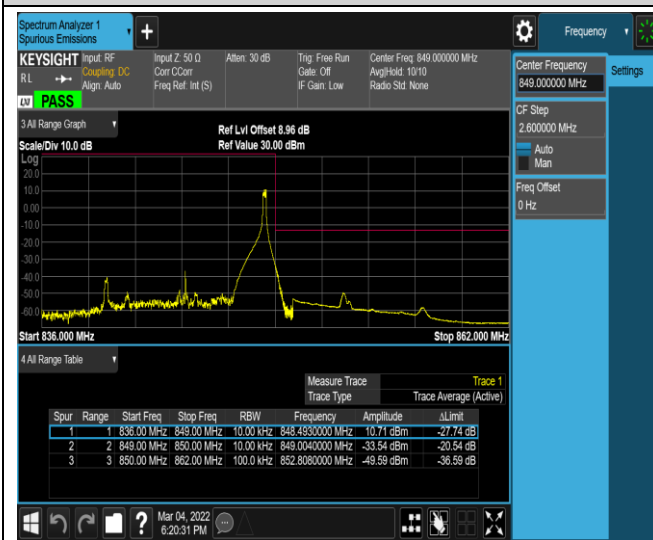 Spectrum Analyzer 1
Spurious Emissions
Frequency
KEYSIGHT
RL
LXI PASS
Input: RF
Coupling: DC
Align: Auto
Input Z: 50 Ω
Corr CCorr
Freq Ref: Int (S)
Atten: 30 dB
Trig: Free Run
Gate: Off
IF Gain: Low
Center Freq: 849.000000 MHz
Avg|Hold: 10/10
Radio Std: None
Center Frequency
849.000000 MHz
Settings
CF Step
2.600000 MHz
Auto
Man
Freq Offset
0 Hz
3 All Range Graph
Ref Lvl Offset 8.96 dB
Scale/Div 10.0 dB
Ref Value 30.00 dBm
Log
20.0
10.0
0.00
-10.0
-20.0
-30.0
-40.0
-50.0
-60.0
Start 836.000 MHz
Stop 862.000 MHz
4 All Range Table
Measure Trace Trace 1
Trace Type Trace Average (Active)
Spur Range Start Freq Stop Freq RBW Frequency Amplitude ΔLimit
1 1 836.00 MHz 849.00 MHz 10.00 kHz 848.4930000 MHz 10.71 dBm -27.74 dB
2 2 849.00 MHz 850.00 MHz 10.00 kHz 849.0040000 MHz -33.54 dBm -20.54 dB
3 3 850.00 MHz 862.00 MHz 100.0 kHz 852.8080000 MHz -49.59 dBm -36.59 dB
Mar 04, 2022
6:20:31 PM